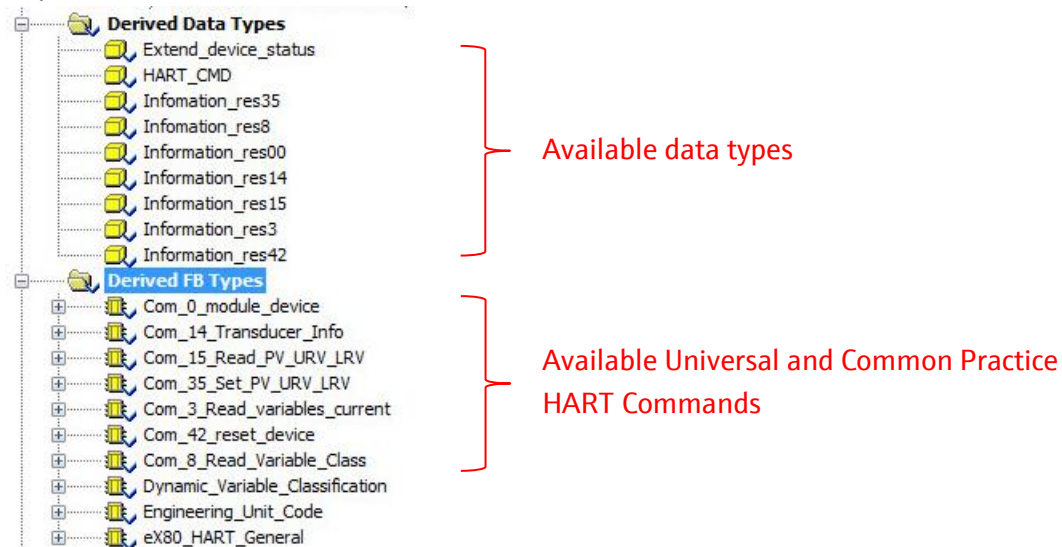 Derived Data Types
Extend_device_status
HART_CMD
Infomation_res35
Infomation_res8
Information_res00
Information_res14
Information_res15
Information_res3
Information_res42
Available data types
Derived FB Types
Com_0_module_device
Com_14_Transducer_Info
Com_15_Read_PV_URV_LRV
Com_35_Set_PV_URV_LRV
Com_3_Read_variables_current
Com_42_reset_device
Com_8_Read_Variable_Class
Available Universal and Common Practice
HART Commands
Dynamic_Variable_Classification
Engineering_Unit_Code
eX80_HART_General